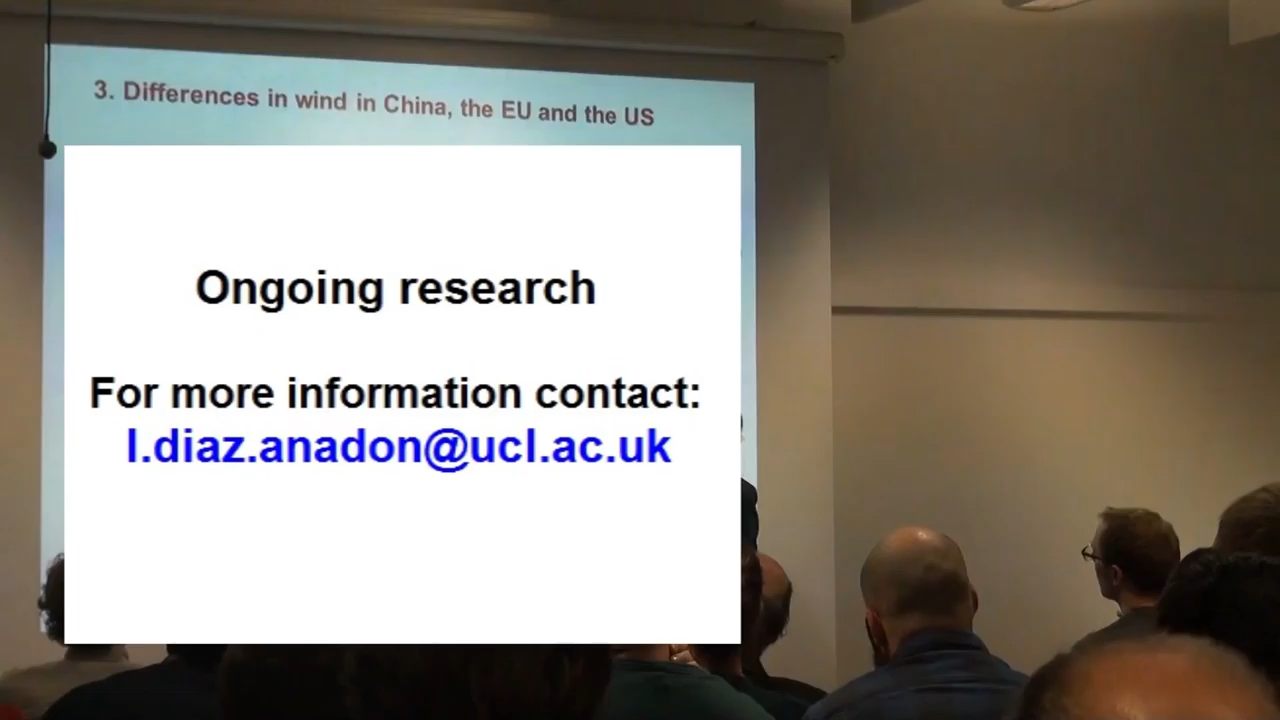 3. Differences in wind in China, the EU and the US
Ongoing research
For more information contact:
l.diaz.anadon@ucl.ac.uk